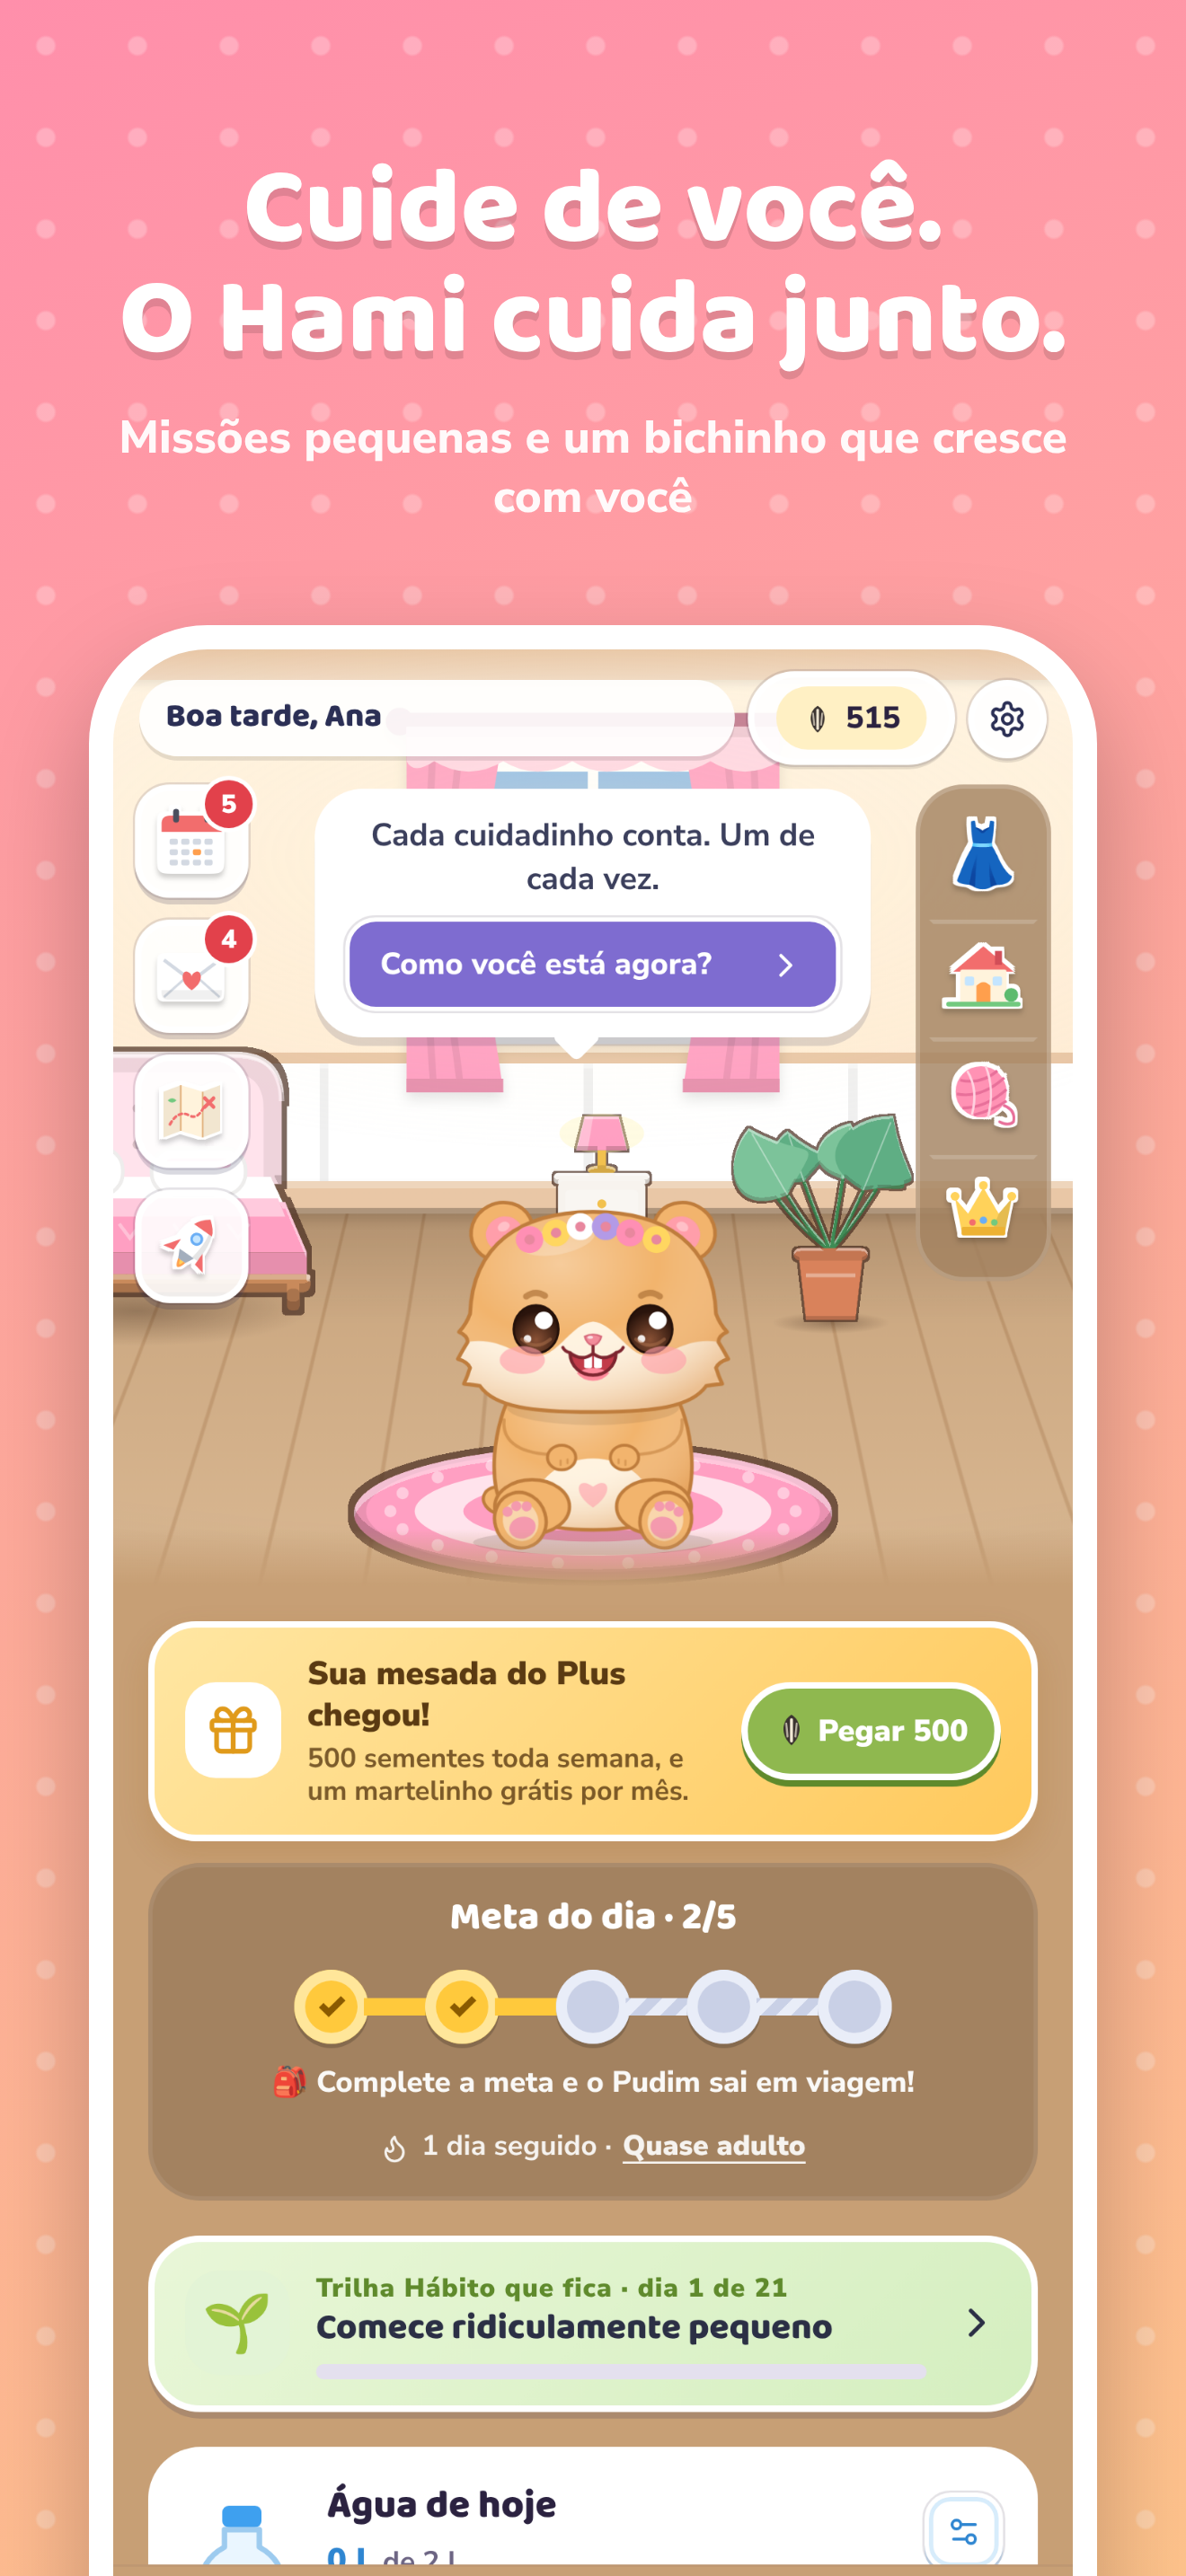 Cuide de você.
O Hami cuida junto.
Missões pequenas e um bichinho que cresce
com você
Boa tarde, Ana
515
5
Cada cuidadinho conta. Um de
cada vez.
4
Como você está agora?
Sua mesada do Plus
chegou!
500 sementes toda semana, e
um martelinho grátis por mês.
Pegar 500
Meta do dia · 2/5
Complete a meta e o Pudim sai em viagem!
1 dia seguido · Quase adulto
Trilha Hábito que fica · dia 1 de 21
Comece ridiculamente pequeno
Água de hoje
0 L de 2 L